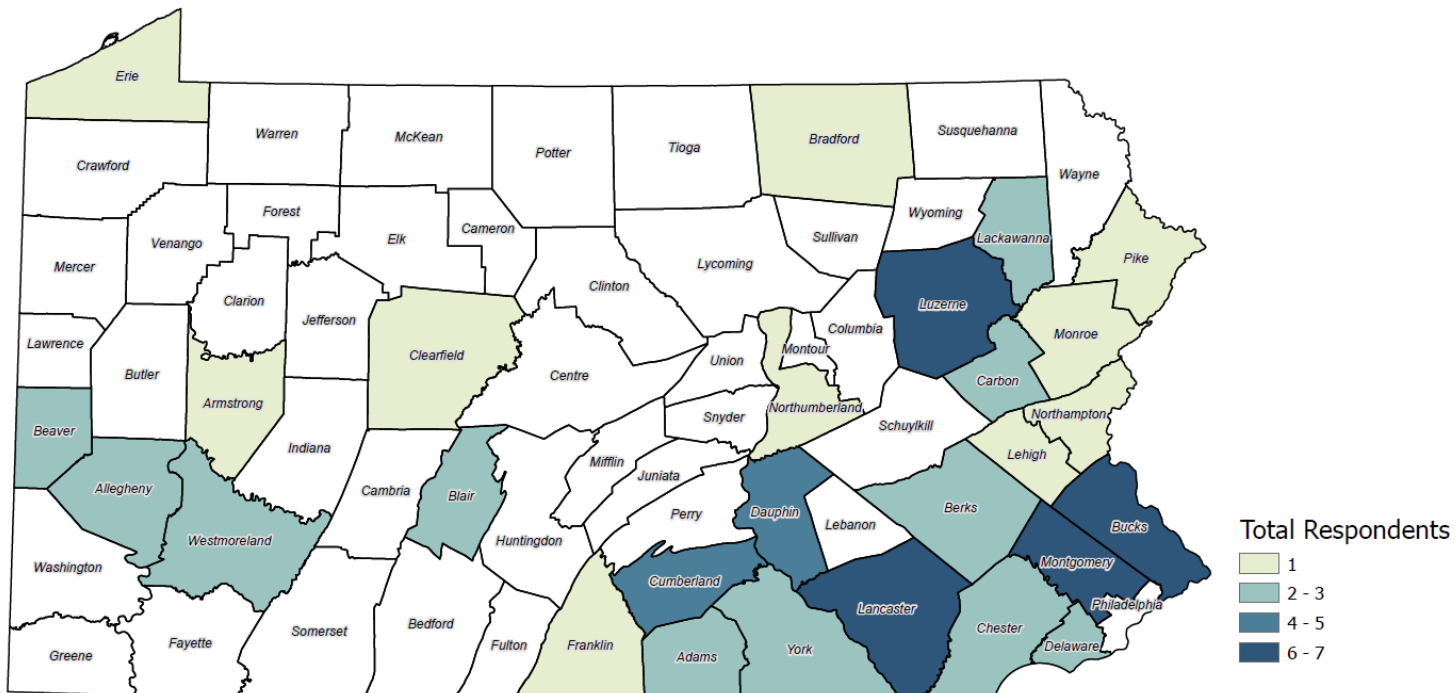 Erie
Warren
McKean
Potter
Tioga
Bradford
Susquehanna
Wayne
Crawford
Forest
Venango
Elk
Cameron
Clinton
Lycoming
Sullivan
Wyoming
Lackawanna
Pike
Mercer
Clarion
Jefferson
Luzerne
Monroe
Lawrence
Butler
Clearfield
Centre
Union
Montour
Columbia
Carbon
Armstrong
Snyder
Northumberland
Schuylkill
Northampton
Beaver
Indiana
Mifflin
Juniata
Lehigh
Allegheny
Cambria
Blair
Perry
Dauphin
Lebanon
Berks
Bucks
Westmoreland
Huntingdon
Washington
Cumberland
Lancaster
Montgomery
Philadelphia
Greene
Fayette
Somerset
Bedford
Fulton
Franklin
Adams
York
Chester
Delaware
Total Respondents
1
2 - 3
4 - 5
6 - 7